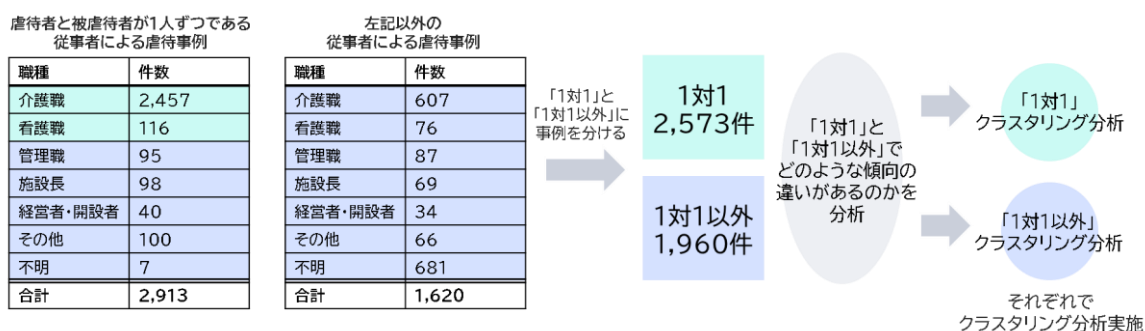 虐待者と被虐待者が1人ずつである
従事者による虐待事例
職種 件数
介護職 2,457
看護職 116
管理職 95
施設長 98
経営者・開設者 40
その他 100
不明 7
合計 2,913
左記以外の
従事者による虐待事例
職種 件数
介護職 607
看護職 76
管理職 87
施設長 69
経営者・開設者 34
その他 66
不明 681
合計 1,620
「1対1」と
「1対1以外」に
事例を分ける
1対1
2,573件
1対1以外
1,960件
「1対1」と
「1対1以外」で
どのような傾向の
違いがあるのかを
分析
「1対1」
クラスタリング分析
「1対1以外」
クラスタリング分析
それぞれで
クラスタリング分析実施